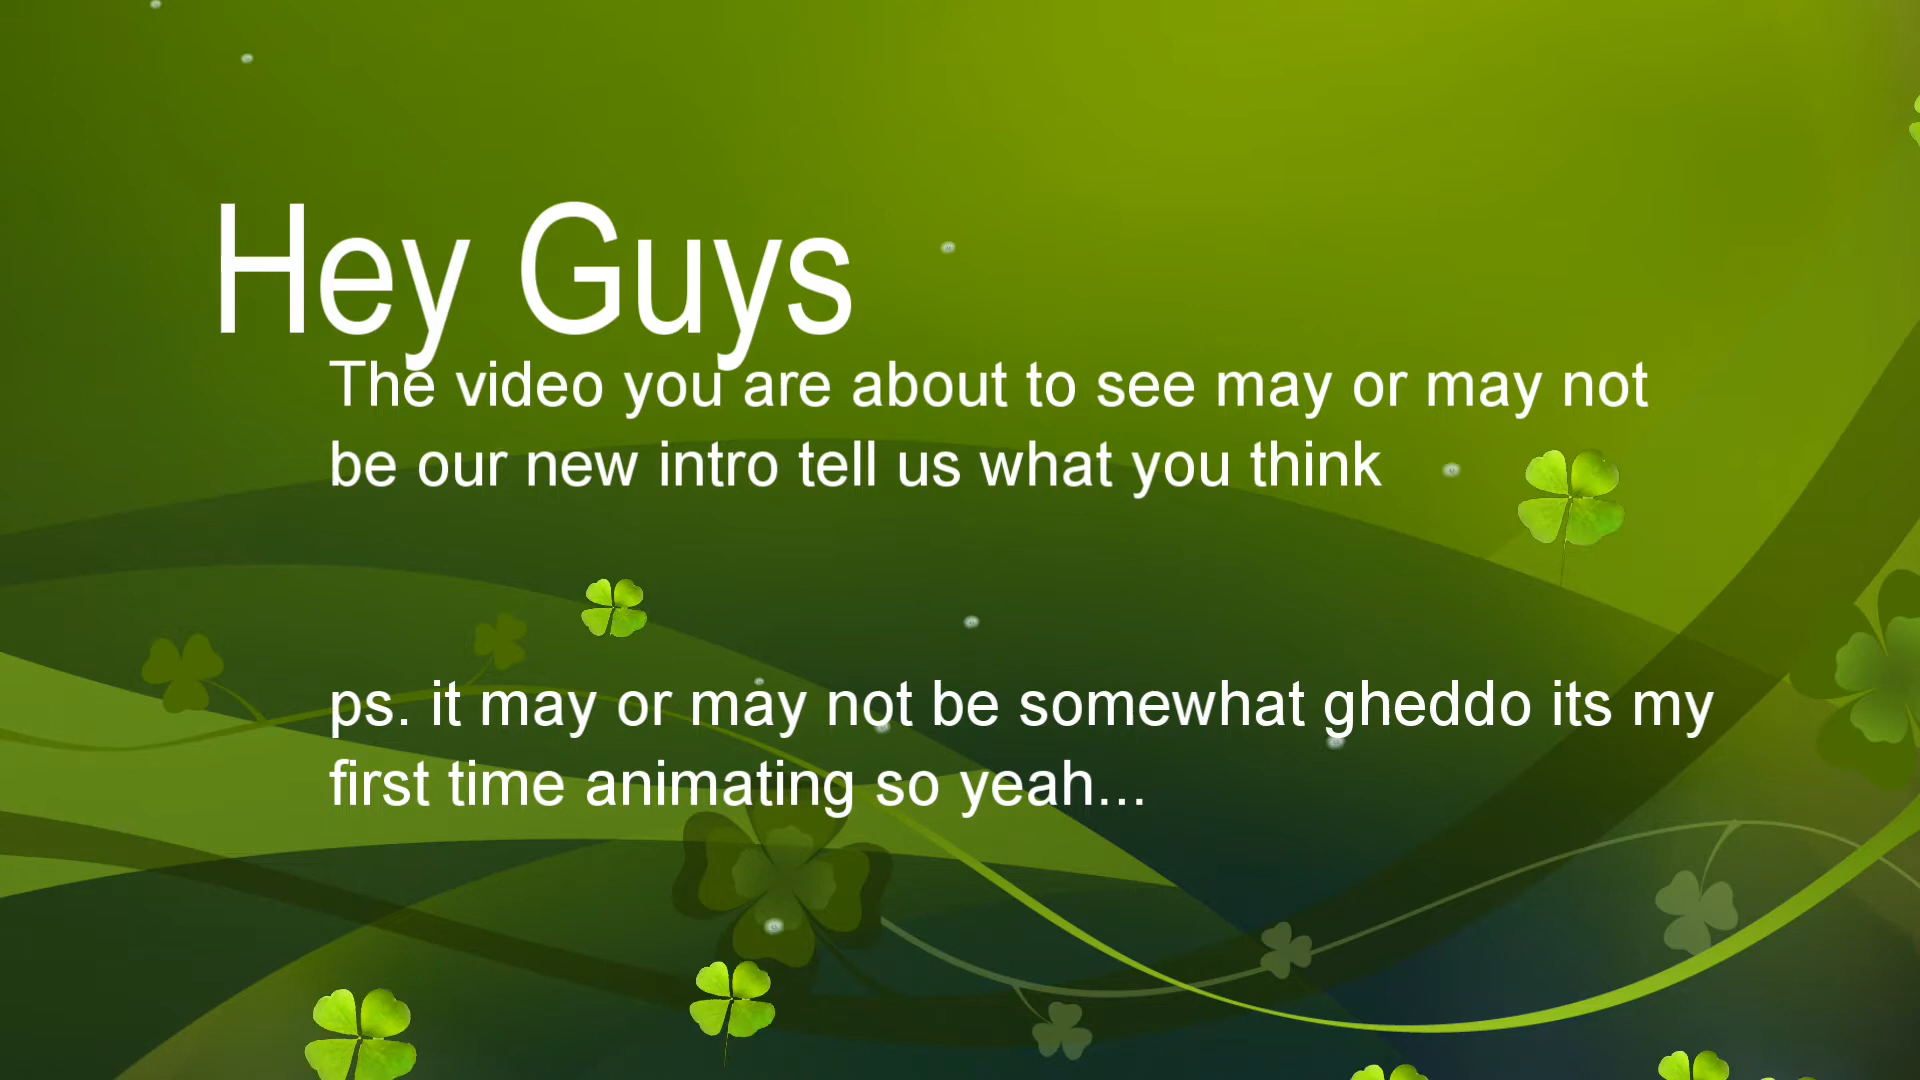 Hey Guys
The video you are about to see may or may not
be our new intro tell us what you think
ps. it may or may not be somewhat gheddo its my
first time animating so yeah...